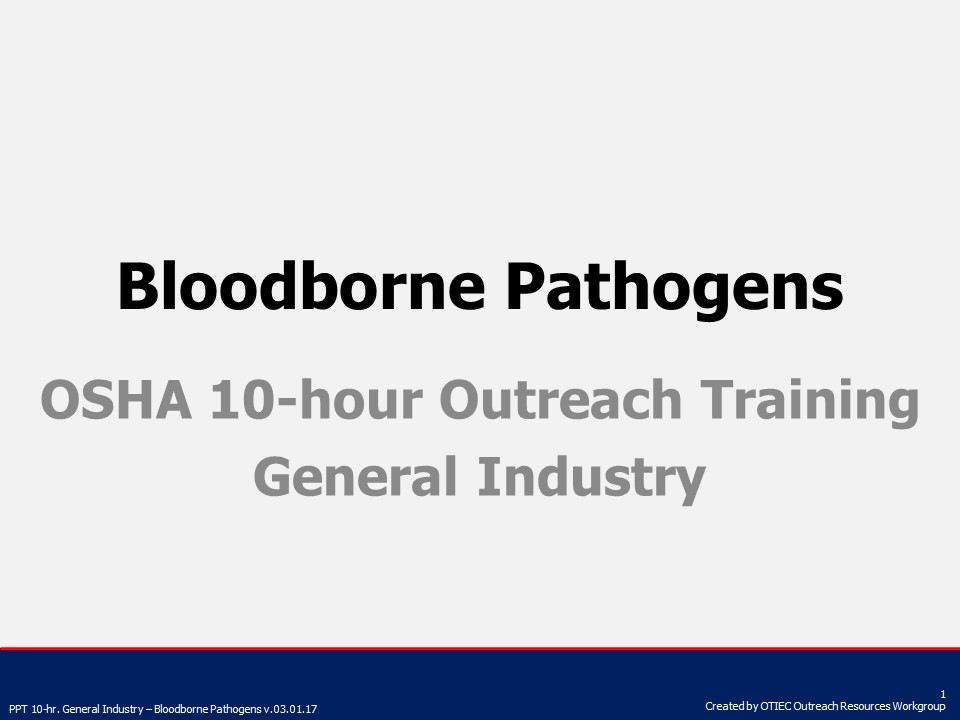 Bloodborne Pathogens
OSHA 10-hour Outreach Training
General Industry
PPT 10-hr. General Industry – Bloodborne Pathogens v.03.01.17
1
Created by OTIEC Outreach Resources Workgroup